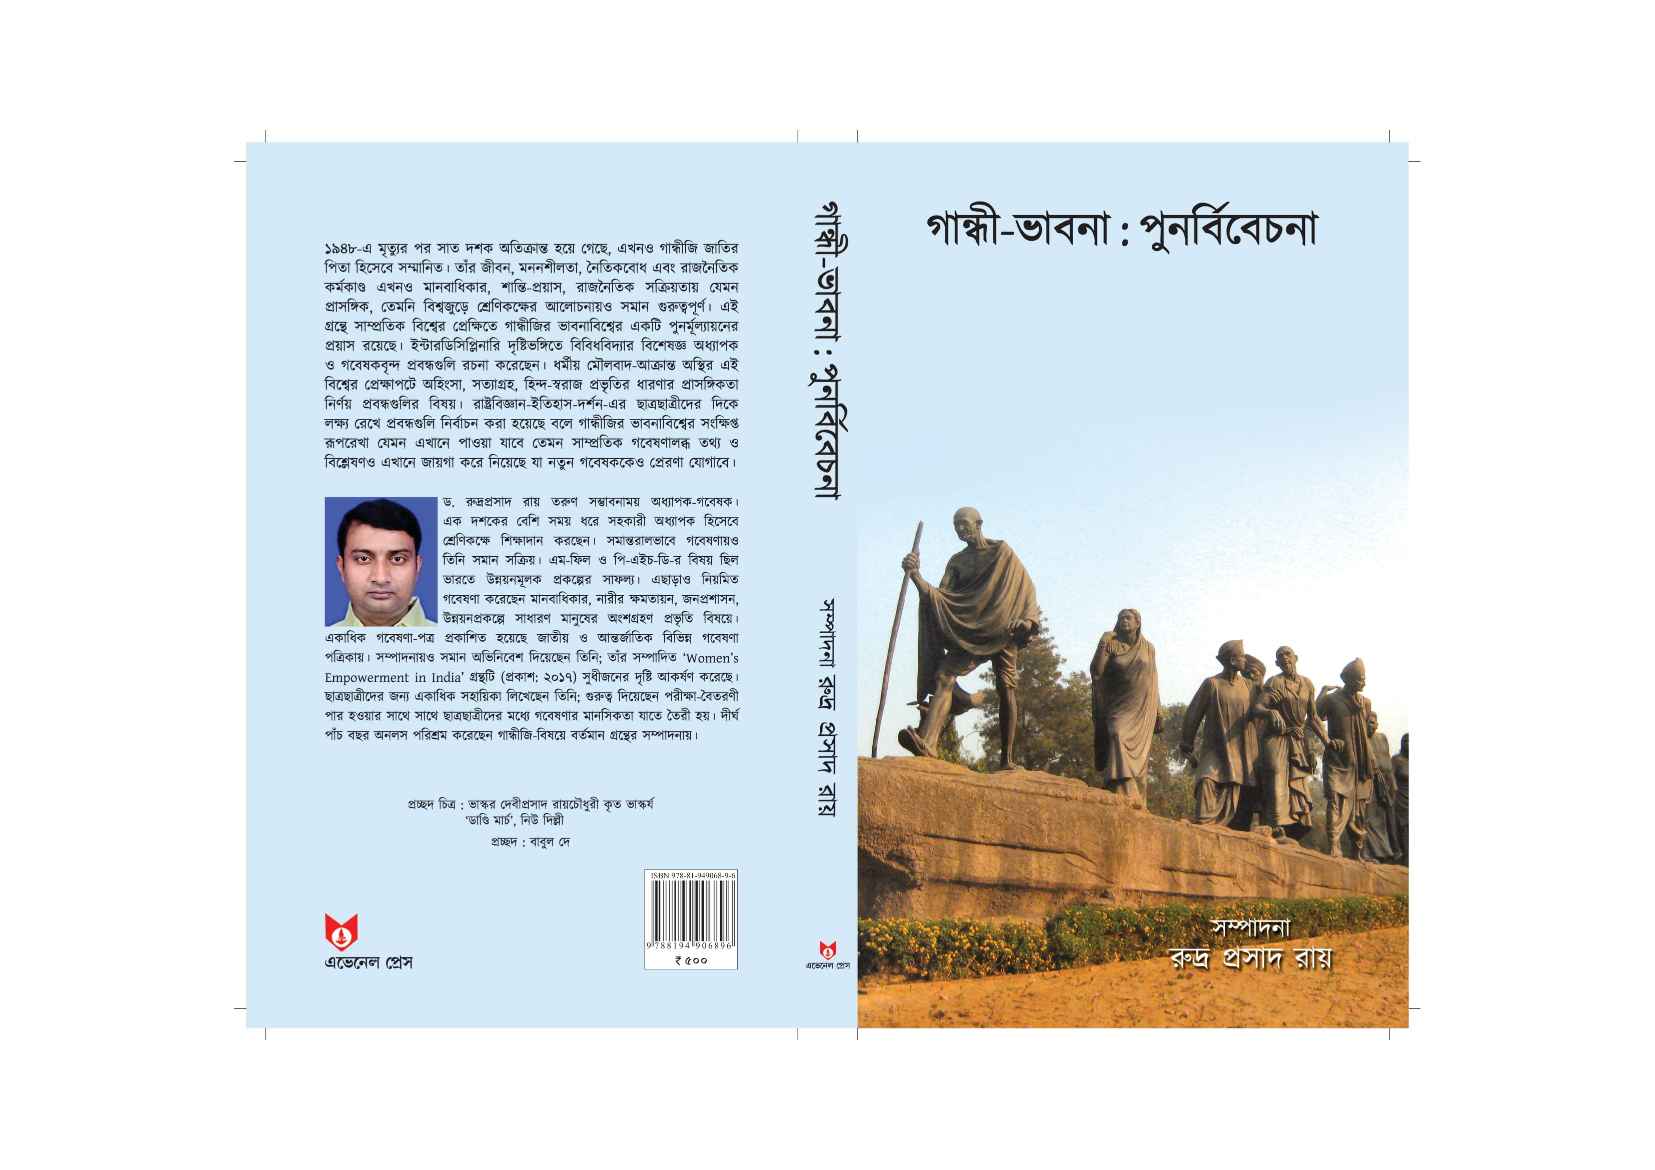 ১৯৪৮-এ মৃত্যুর পর সাত দশক অতিক্রান্ত হয়ে গেছে, এখনও গান্ধীজি জাতির
পিতা হিসেবে সম্মানিত। তাঁর জীবন, মননশীলতা, নৈতিকবোধ এবং রাজনৈতিক
কর্মকাণ্ড এখনও মানবাধিকার, শান্তি-প্রয়াস, রাজনৈতিক সক্রিয়তায় যেমন
প্রাসঙ্গিক, তেমনি বিশ্বজুড়ে শ্রেণিকক্ষের আলোচনায়ও সমান গুরুত্বপূর্ণ। এই
গ্রন্থে সাম্প্রতিক বিশ্বের প্রেক্ষিতে গান্ধীজির ভাবনাবিশ্বের একটি পুনর্মূল্যায়নের
প্রয়াস রয়েছে। ইন্টারডিসিপ্লিনারি দৃষ্টিভঙ্গিতে বিবিধবিদ্যার বিশেষজ্ঞ অধ্যাপক
ও গবেষকবৃন্দ প্রবন্ধগুলি রচনা করেছেন। ধর্মীয় মৌলবাদ-আক্রান্ত অস্থির এই
বিশ্বের প্রেক্ষাপটে অহিংসা, সত্যাগ্রহ, হিন্দ-স্বরাজ প্রভৃতির ধারণার প্রাসঙ্গিকতা
নির্ণয় প্রবন্ধগুলির বিষয়। রাষ্ট্রবিজ্ঞান-ইতিহাস-দর্শন-এর ছাত্রছাত্রীদের দিকে
লক্ষ্য রেখে প্রবন্ধগুলি নির্বাচন করা হয়েছে বলে গান্ধীজির ভাবনাবিশ্বের সংক্ষিপ্ত
রূপরেখা যেমন এখানে পাওয়া যাবে তেমন সাম্প্রতিক গবেষণালব্ধ তথ্য ও
বিশ্লেষণও এখানে জায়গা করে নিয়েছে যা নতুন গবেষককেও প্রেরণা যোগাবে।
ড. রুদ্রপ্রসাদ রায় তরুণ সম্ভাবনাময় অধ্যাপক-গবেষক।
এক দশকের বেশি সময় ধরে সহকারী অধ্যাপক হিসেবে
শ্রেণিকক্ষে শিক্ষাদান করছেন। সমান্তরালভাবে গবেষণায়ও
তিনি সমান সক্রিয়। এম-ফিল ও পি-এইচ-ডি-র বিষয় ছিল
ভারতে উন্নয়নমূলক প্রকল্পের সাফল্য। এছাড়াও নিয়মিত
গবেষণা করেছেন মানবাধিকার, নারীর ক্ষমতায়ন, জনপ্রশাসন,
উন্নয়নপ্রকল্পে সাধারণ মানুষের অংশগ্রহণ প্রভৃতি বিষয়ে।
একাধিক গবেষণা-পত্র প্রকাশিত হয়েছে জাতীয় ও আন্তর্জাতিক বিভিন্ন গবেষণা
পত্রিকায়। সম্পাদনায়ও সমান অভিনিবেশ দিয়েছেন তিনি; তাঁর সম্পাদিত ‘Women’s
Empowerment in India’ গ্রন্থটি (প্রকাশ: ২০১৭) সুধীজনের দৃষ্টি আকর্ষণ করেছে।
ছাত্রছাত্রীদের জন্য একাধিক সহায়িকা লিখেছেন তিনি; গুরুত্ব দিয়েছেন পরীক্ষা-বৈতরণী
পার হওয়ার সাথে সাথে ছাত্রছাত্রীদের মধ্যে গবেষণার মানসিকতা যাতে তৈরী হয়। দীর্ঘ
পাঁচ বছর অনলস পরিশ্রম করেছেন গান্ধীজি-বিষয়ে বর্তমান গ্রন্থের সম্পাদনায়।
প্রচ্ছদ চিত্র : ভাস্কর দেবীপ্রসাদ রায়চৌধুরী কৃত ভাস্কর্য
‘ডাণ্ডি মার্চ’, নিউ দিল্লী
প্রচ্ছদ : বাবুল দে
ISBN 978-81-949068-9-6
9 788194 906896
₹ ৫০০
এভেনেল প্রেস
গান্ধী-ভাবনা : পুনর্বিবেচনা
সম্পাদনা রুদ্র প্রসাদ রায়
এভেনেল প্রেস
গান্ধী-ভাবনা : পুনর্বিবেচনা
সম্পাদনা
রুদ্র প্রসাদ রায়